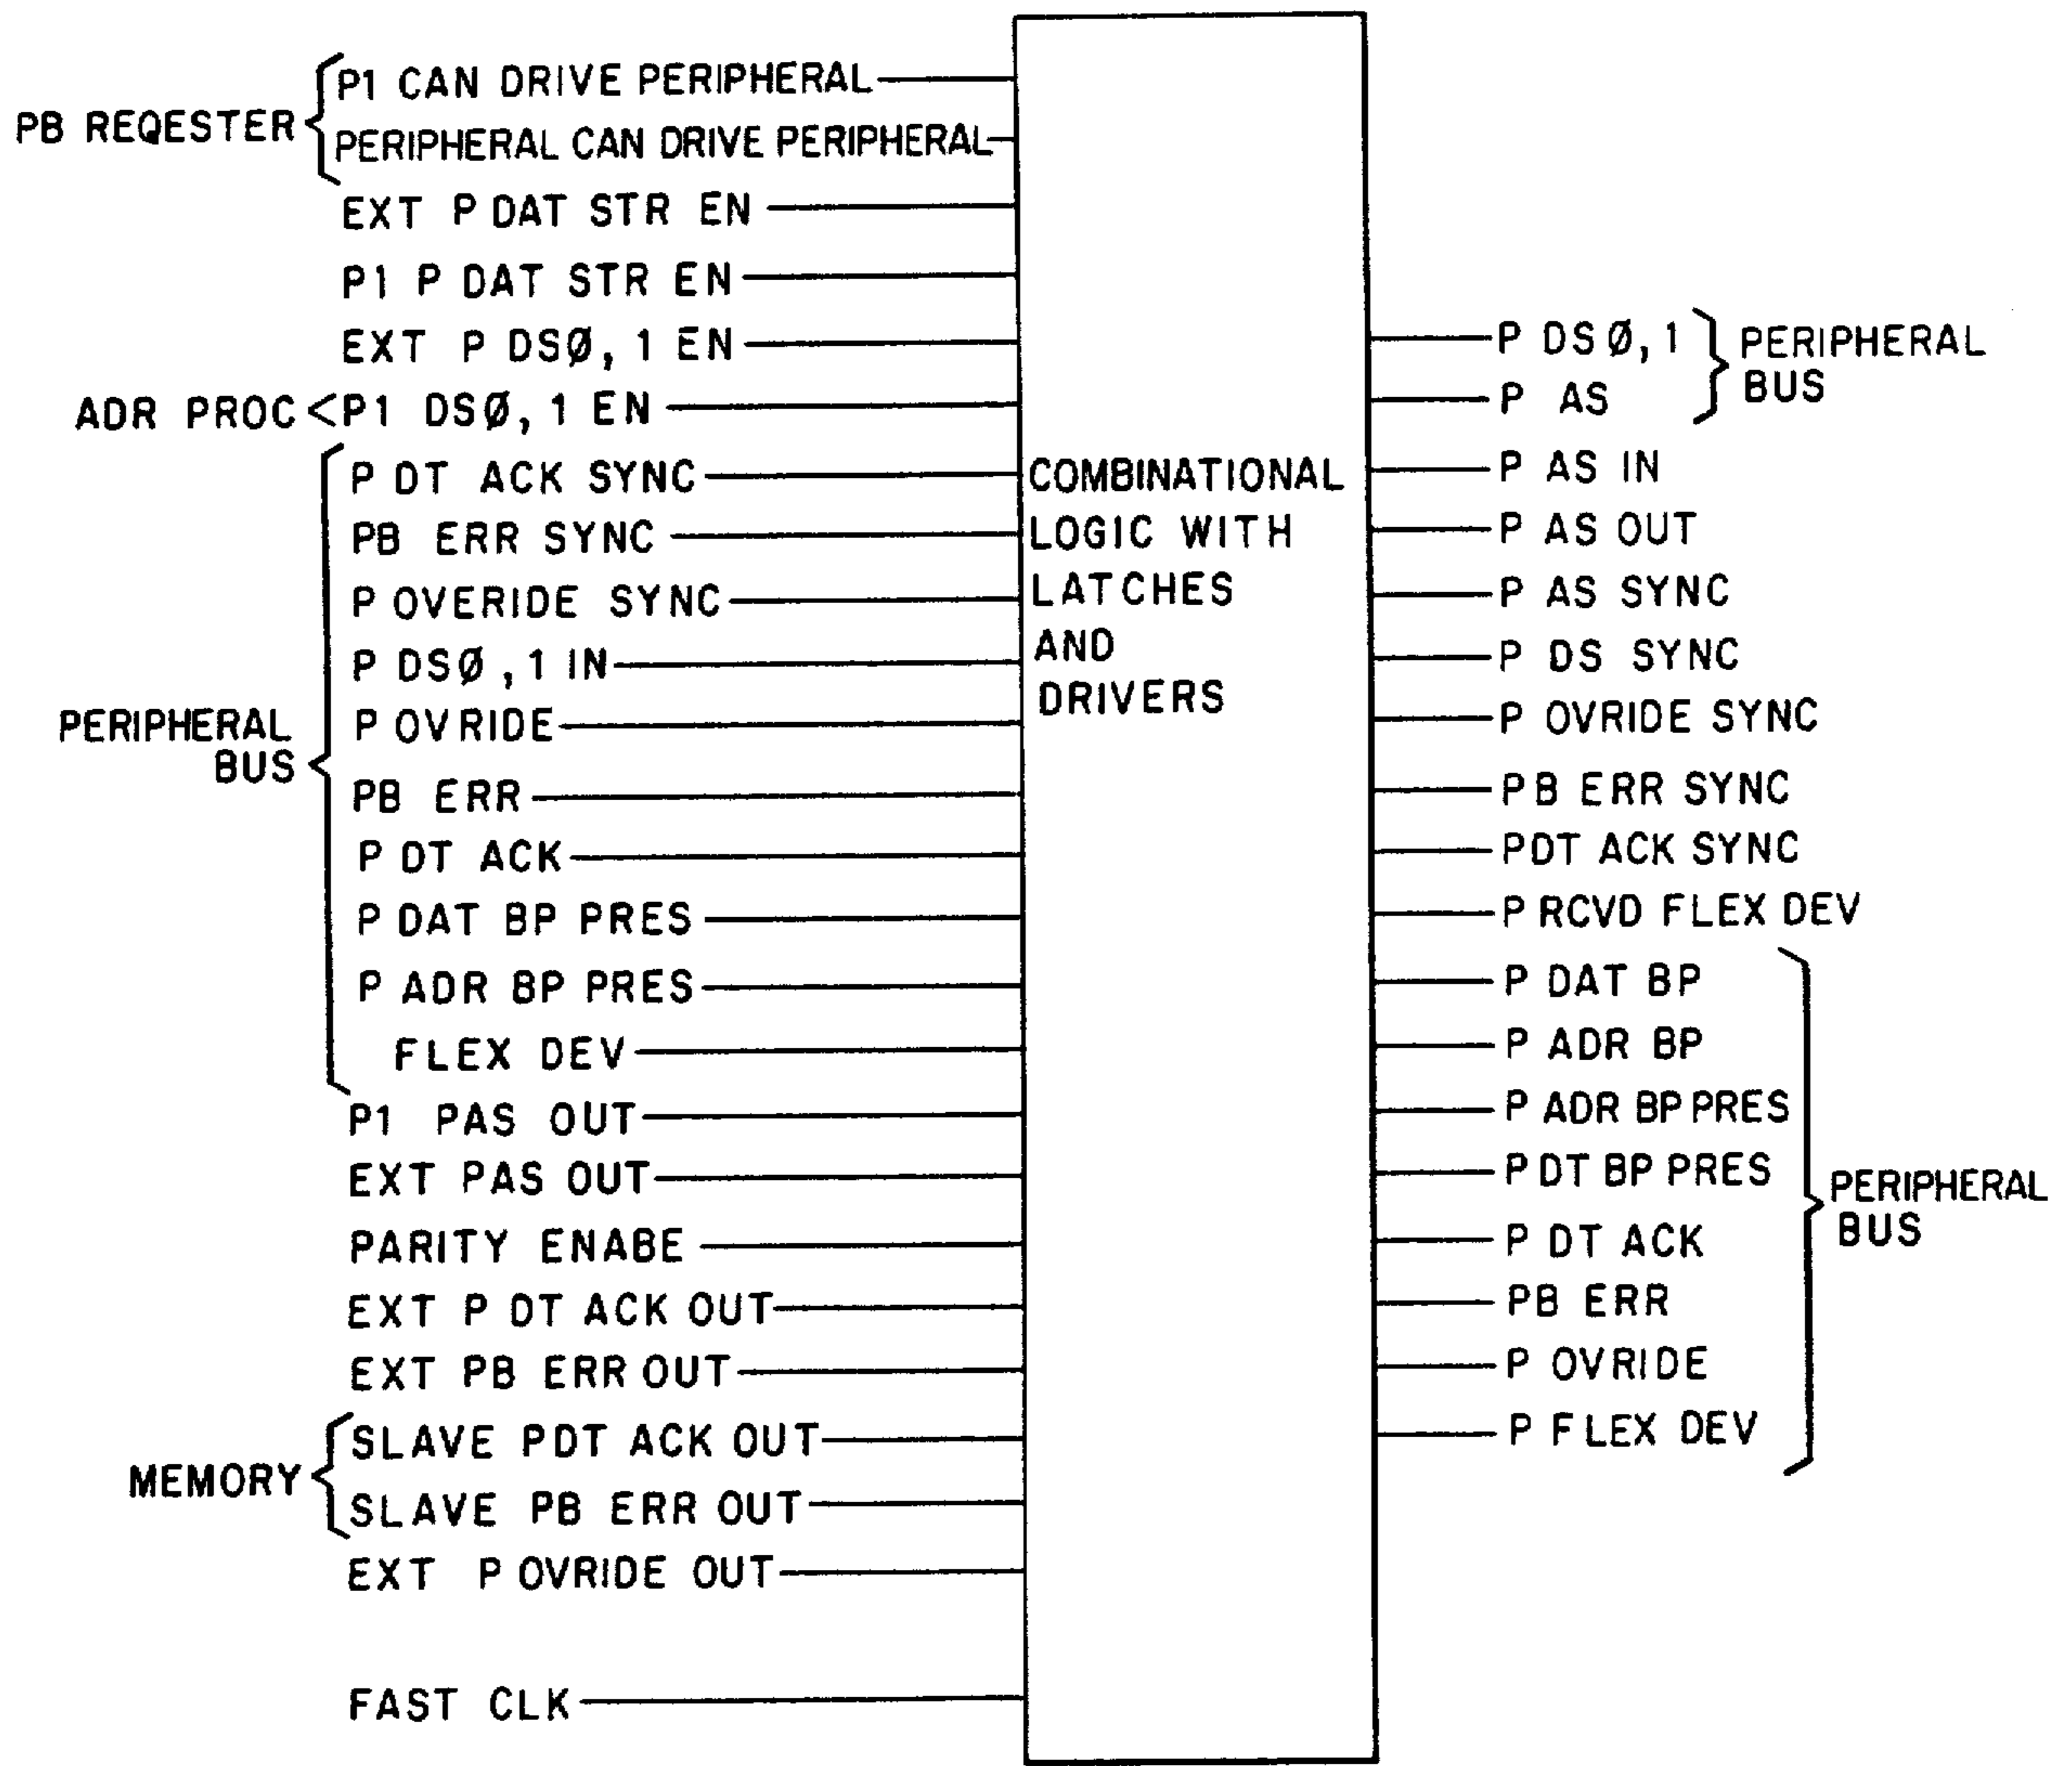 PB REQESTER
P1 CAN DRIVE PERIPHERAL
PERIPHERAL CAN DRIVE PERIPHERAL
EXT P DAT STR EN
P1 P DAT STR EN
EXT P DSØ, 1 EN
ADR PROC < P1 DSØ, 1 EN
PERIPHERAL
BUS
P DT ACK SYNC
PB ERR SYNC
P OVERIDE SYNC
P DSØ, 1 IN
P OVRIDE
PB ERR
P DT ACK
P DAT BP PRES
P ADR BP PRES
FLEX DEV
P1 PAS OUT
EXT PAS OUT
PARITY ENABE
EXT P DT ACK OUT
EXT PB ERR OUT
MEMORY
SLAVE PDT ACK OUT
SLAVE PB ERR OUT
EXT P OVRIDE OUT
FAST CLK
COMBINATIONAL
LOGIC WITH
LATCHES
AND
DRIVERS
P DSØ, 1
P AS
PERIPHERAL
BUS
P AS IN
P AS OUT
P AS SYNC
P DS SYNC
P OVRIDE SYNC
PB ERR SYNC
PDT ACK SYNC
P RCVD FLEX DEV
P DAT BP
P ADR BP
P ADR BP PRES
P DT BP PRES
P DT ACK
PB ERR
P OVRIDE
P FLEX DEV
PERIPHERAL
BUS